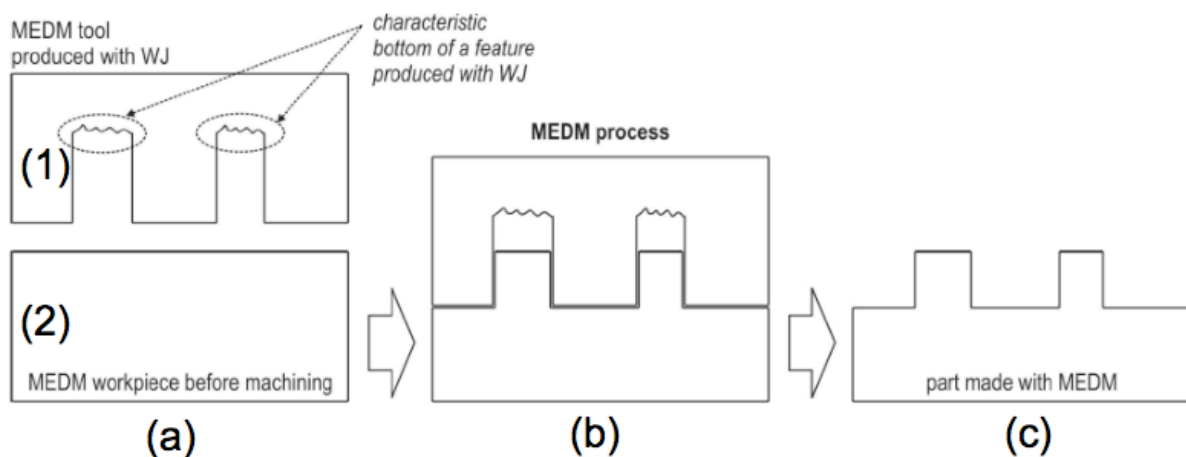 MEDM tool
produced with WJ
characteristic
bottom of a feature
produced with WJ
(1)
MEDM process
(2)
MEDM workpiece before machining
part made with MEDM
(a)
(b)
(c)